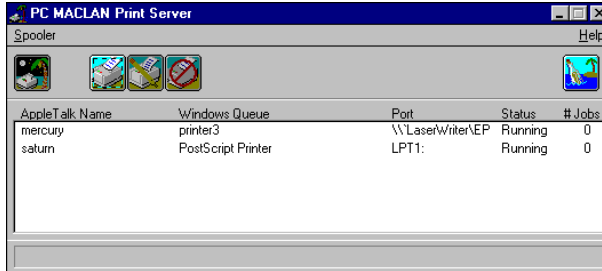 PC MACLAN Print Server
Spooler Help
AppleTalk Name Windows Queue Port Status # Jobs
mercury printer3 \\`LaserWriter\EP Running 0
saturn PostScript Printer LPT1: Running 0